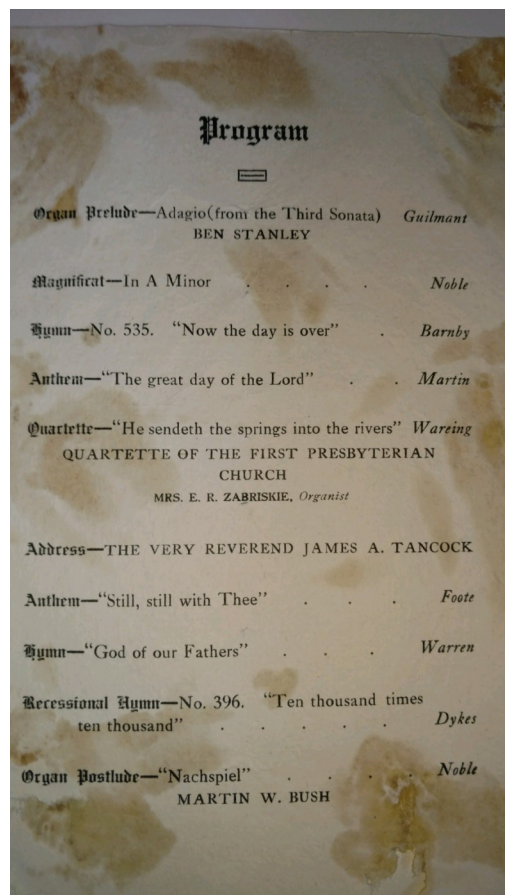 Program
Organ Prelude—Adagio(from the Third Sonata) Guilmant
BEN STANLEY
Magnificat—In A Minor . . . . Noble
Hymn—No. 535. "Now the day is over" . Barnby
Anthem—"The great day of the Lord" . . Martin
Quartette—"He sendeth the springs into the rivers" Wareing
QUARTETTE OF THE FIRST PRESBYTERIAN
CHURCH
MRS. E. R. ZABRISKIE, Organist
Address—THE VERY REVEREND JAMES A. TANCOCK
Anthem—"Still, still with Thee" . . . Foote
Hymn—"God of our Fathers" . . . Warren
Recessional Hymn—No. 396. "Ten thousand times
ten thousand" . . . . . Dykes
Organ Postlude—"Nachspiel" . . . . Noble
MARTIN W. BUSH